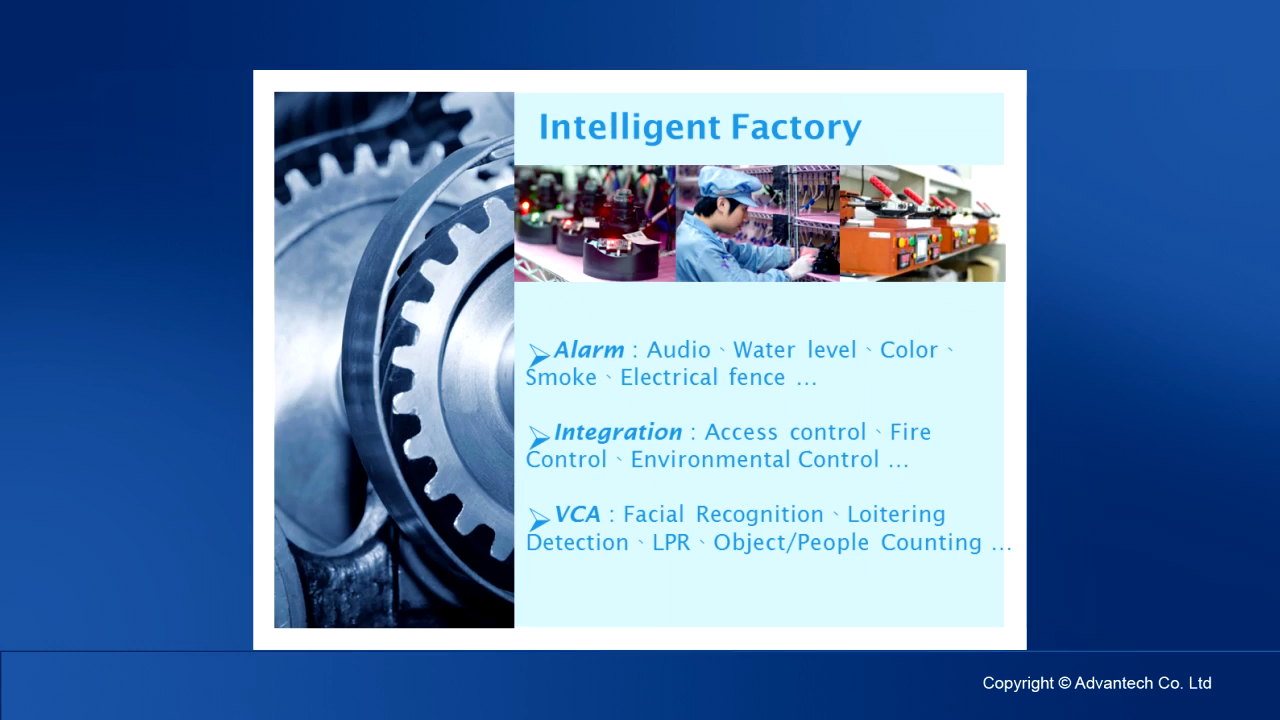 Intelligent Factory
➢Alarm : Audio、Water level、Color、
Smoke、Electrical fence …
➢Integration : Access control、Fire
Control、Environmental Control …
➢VCA : Facial Recognition、Loitering
Detection、LPR、Object/People Counting …
Copyright © Advantech Co. Ltd